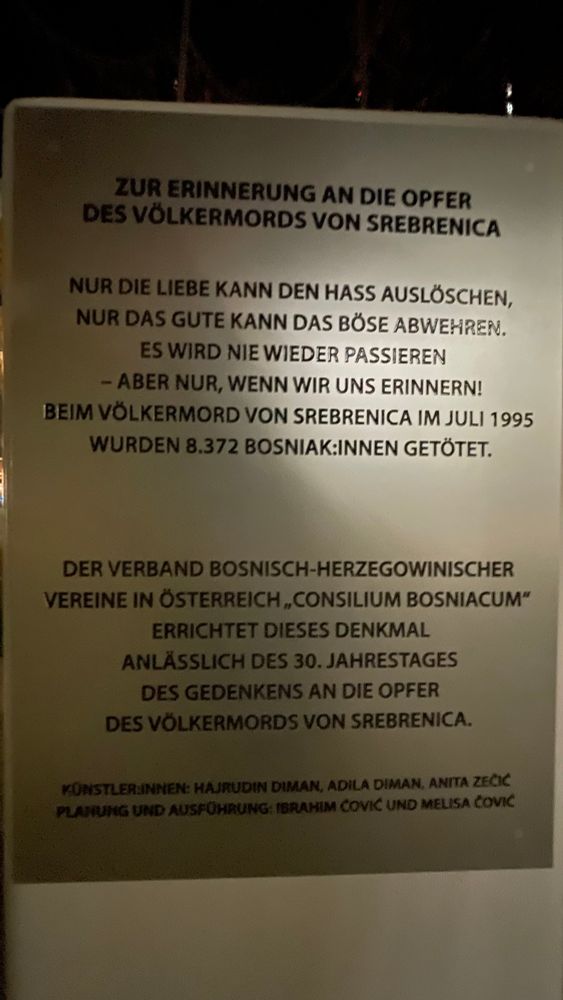 ZUR ERINNERUNG AN DIE OPFER
DES VÖLKERMORDS VON SREBRENICA
NUR DIE LIEBE KANN DEN HASS AUSLÖSCHEN,
NUR DAS GUTE KANN DAS BÖSE ABWEHREN.
ES WIRD NIE WIEDER PASSIEREN
– ABER NUR, WENN WIR UNS ERINNERN!
BEIM VÖLKERMORD VON SREBRENICA IM JULI 1995
WURDEN 8.372 BOSNIAK:INNEN GETÖTET.
DER VERBAND BOSNISCH-HERZEGOWINISCHER
VEREINE IN ÖSTERREICH „CONSILIUM BOSNIACUM“
ERRICHTET DIESES DENKMAL
ANLÄSSLICH DES 30. JAHRESTAGES
DES GEDENKENS AN DIE OPFER
DES VÖLKERMORDS VON SREBRENICA.
KÜNSTLER:INNEN: HAJRUDIN DIMAN, ADILA DIMAN, ANITA ZEČIĆ
PLANUNG UND AUSFÜHRUNG: IBRAHIM ČOVIĆ UND MELISA ČOVIĆ